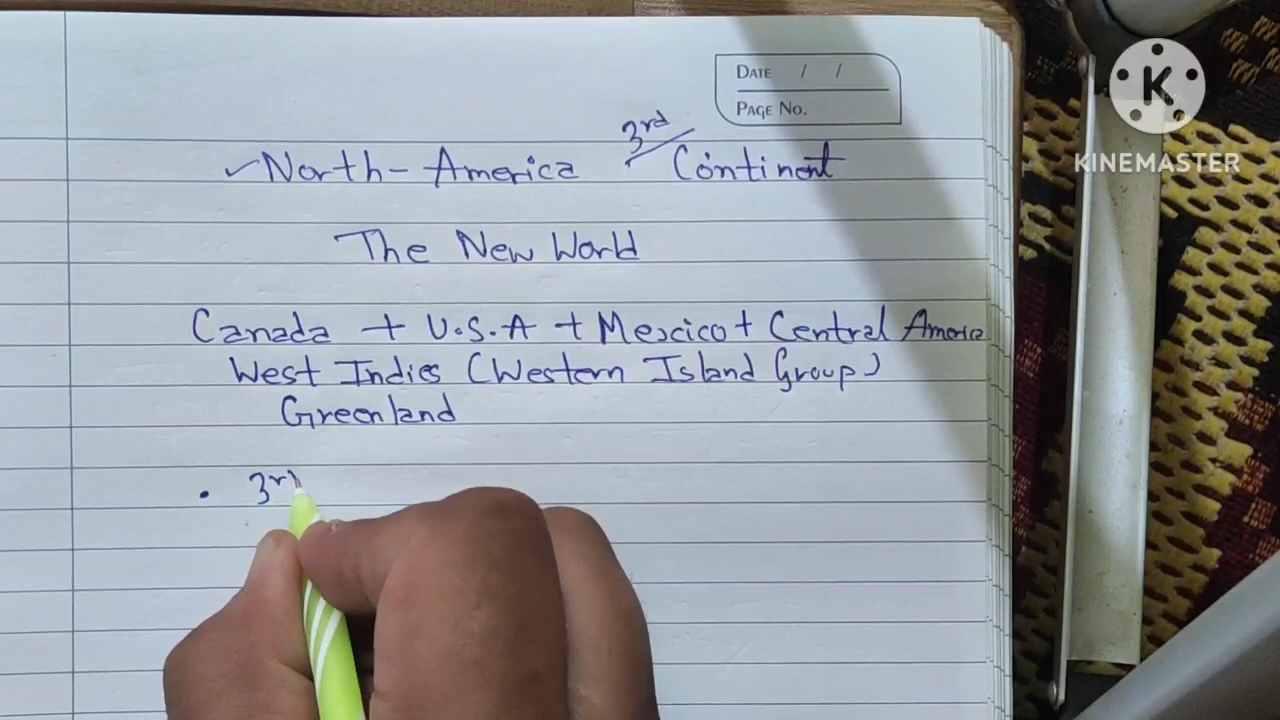 DATE / /
PAGE NO.
K
KINEMASTER
3rd
North - America Continent
The New World
Canada + U.S.A + Mexico + Central America
West Indies (Western Island Group)
Greenland
• 3r